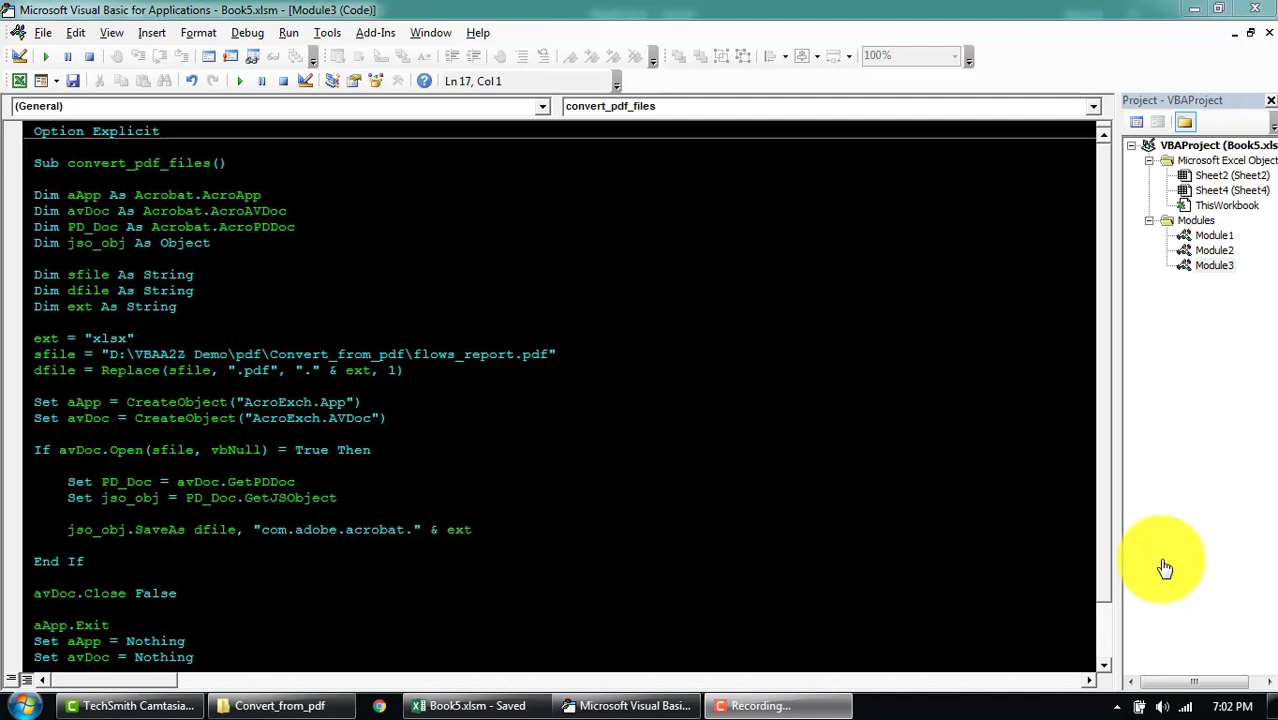 Microsoft Visual Basic for Applications - Book5.xlsm - [Module3 (Code)]
File Edit View Insert Format Debug Run Tools Add-Ins Window Help
100%
Ln 17, Col 1
(General)
convert_pdf_files
Project - VBAProject
Option Explicit
Sub convert_pdf_files()
Dim aApp As Acrobat.AcroApp
Dim avDoc As Acrobat.AcroAVDoc
Dim PD_Doc As Acrobat.AcroPDDoc
Dim jso_obj As Object
Dim sfile As String
Dim dfile As String
Dim ext As String
ext = "xlsx"
sfile = "D:\VBAA2Z Demo\pdf\Convert_from_pdf\flows_report.pdf"
dfile = Replace(sfile, ".pdf", "." & ext, 1)
Set aApp = CreateObject("AcroExch.App")
Set avDoc = CreateObject("AcroExch.AVDoc")
If avDoc.Open(sfile, vbNull) = True Then
Set PD_Doc = avDoc.GetPDDoc
Set jso_obj = PD_Doc.GetJSObject
jso_obj.SaveAs dfile, "com.adobe.acrobat." & ext
End If
avDoc.Close False
aApp.Exit
Set aApp = Nothing
Set avDoc = Nothing
VBAProject (Book5.xls
Microsoft Excel Object
Sheet2 (Sheet2)
Sheet4 (Sheet4)
ThisWorkbook
Modules
Module1
Module2
Module3
TechSmith Camtasia...
Convert_from_pdf
Book5.xlsm - Saved
Microsoft Visual Basi...
Recording...
7:02 PM